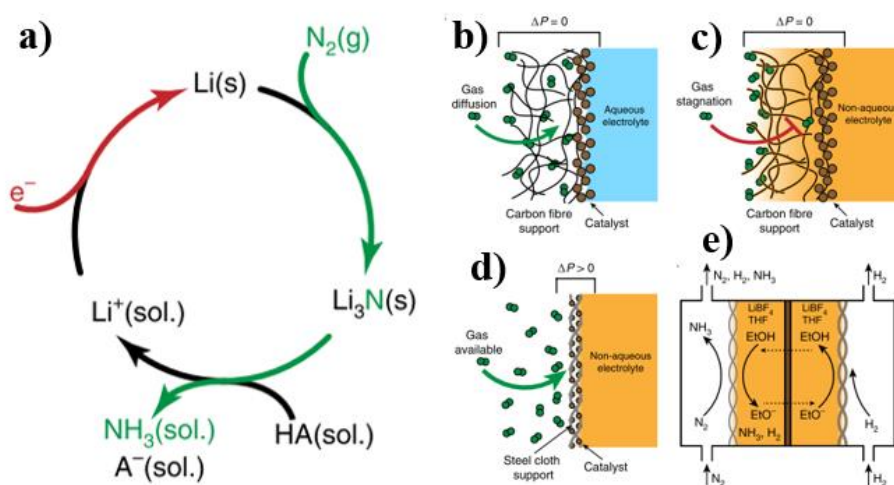 a)
N₂(g)
Li(s)
e⁻
Li₃N(s)
Li⁺(sol.)
NH₃(sol.)
A⁻(sol.)
HA(sol.)
b)
ΔP = 0
Gas
diffusion
Aqueous
electrolyte
Carbon fibre
support
Catalyst
c)
ΔP = 0
Gas
stagnation
Non-aqueous
electrolyte
Carbon fibre
support
Catalyst
d)
ΔP > 0
Gas
available
Non-aqueous
electrolyte
Steel cloth
support
Catalyst
e)
N₂, H₂, NH₃
H₂
LiBF₄
THF
LiBF₄
THF
NH₃
EtOH
EtOH
EtO⁻
EtO⁻
N₂
NH₃, H₂
H₂
N₂
H₂